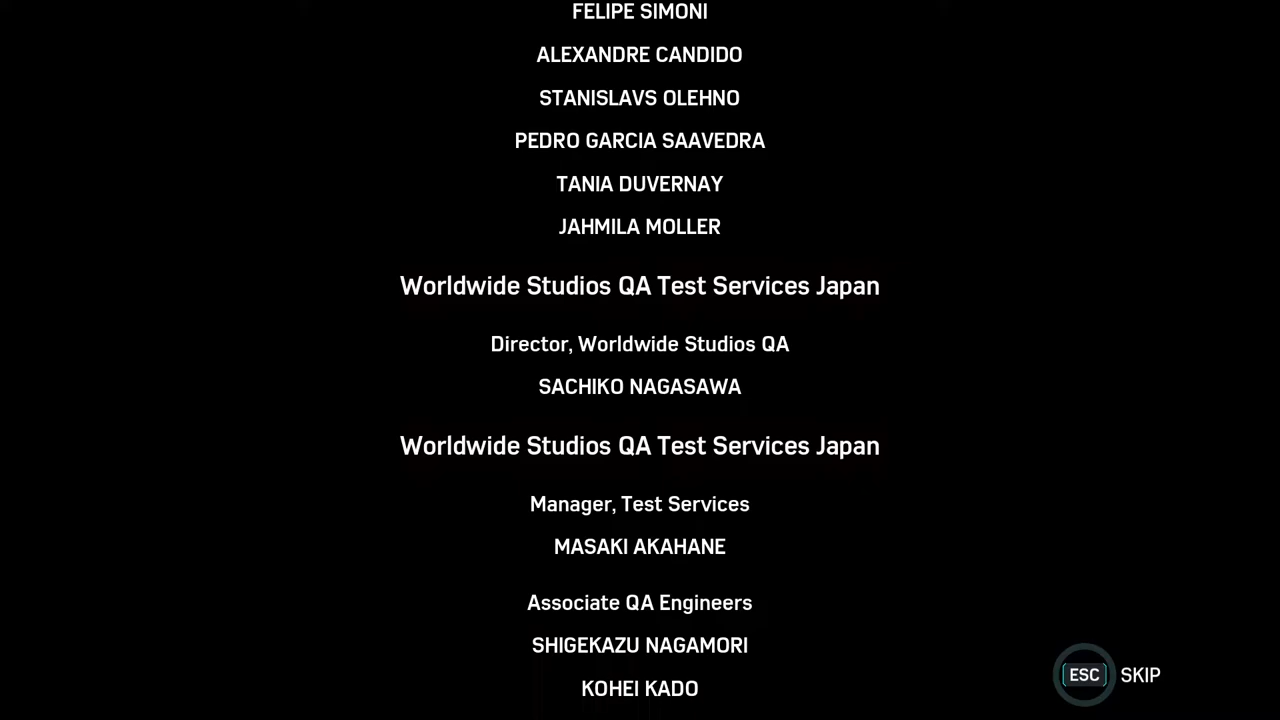 FELIPE SIMONI
ALEXANDRE CANDIDO
STANISLAVS OLEHNO
PEDRO GARCIA SAAVEDRA
TANIA DUVERNAY
JAHMILA MOLLER
Worldwide Studios QA Test Services Japan
Director, Worldwide Studios QA
SACHIKO NAGASAWA
Worldwide Studios QA Test Services Japan
Manager, Test Services
MASAKI AKAHANE
Associate QA Engineers
SHIGEKAZU NAGAMORI
KOHEI KADO
ESC SKIP